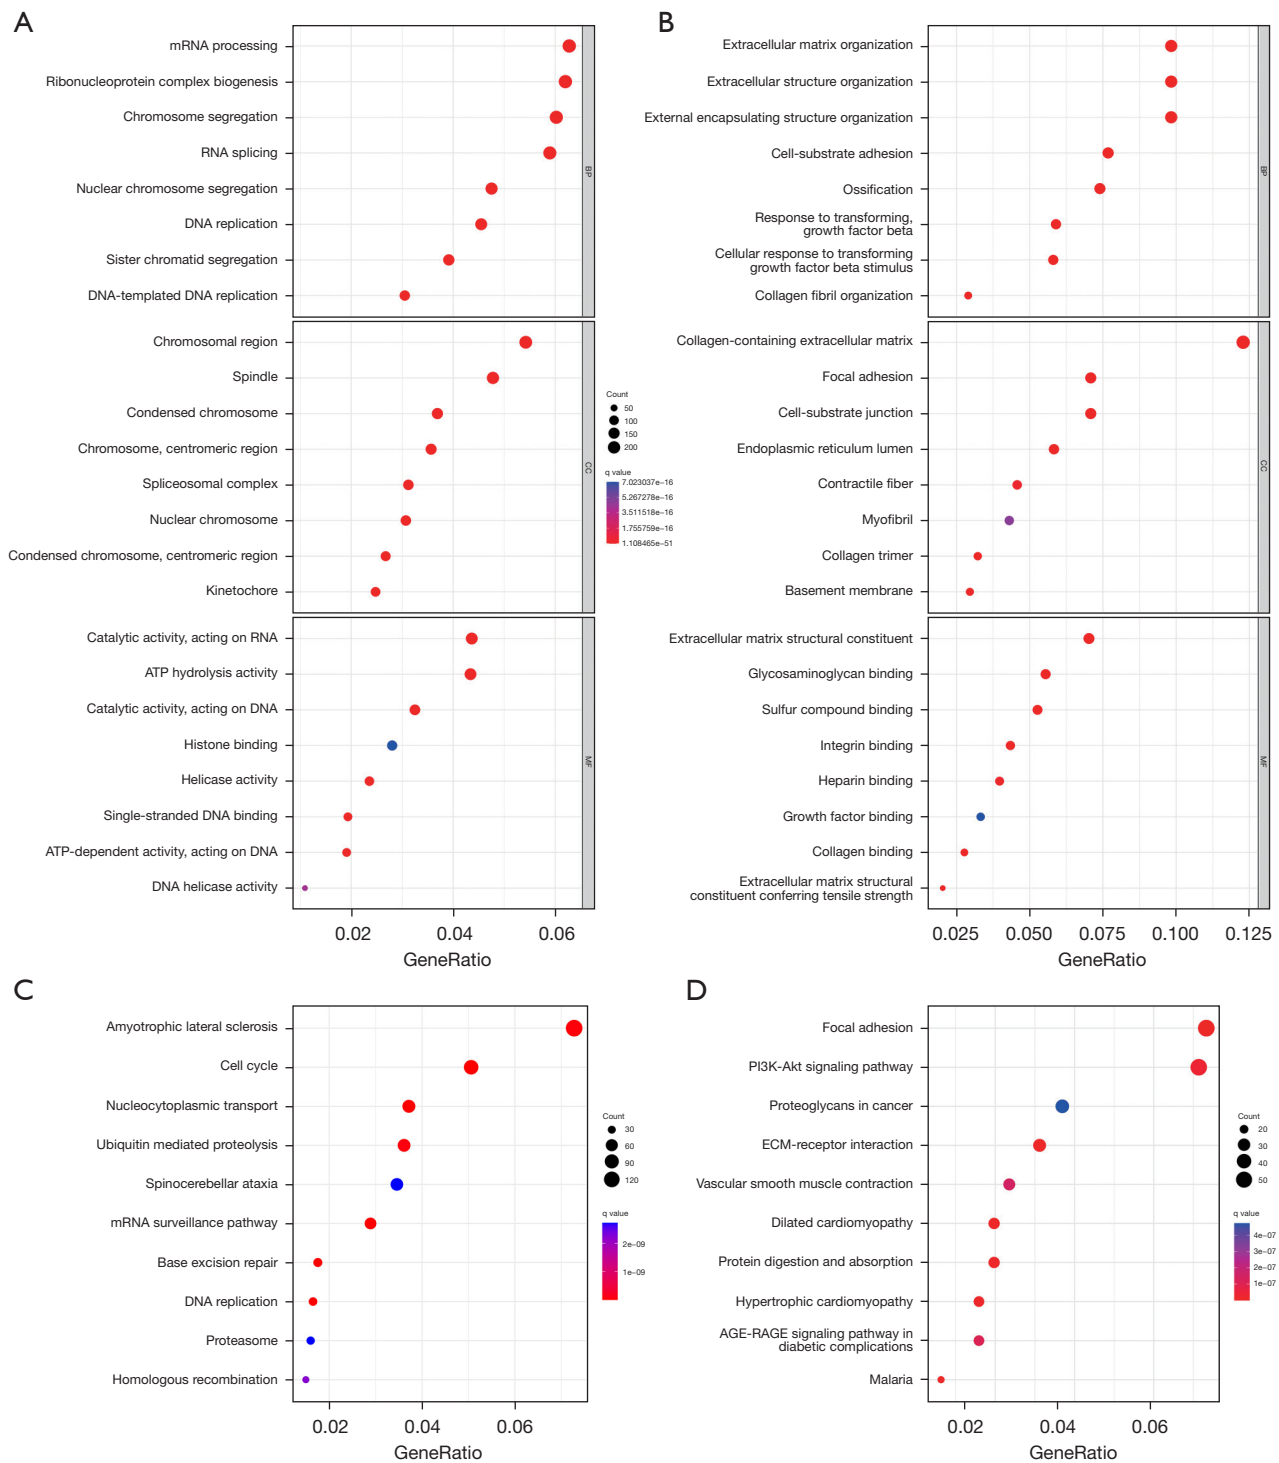 A
mRNA processing
Ribonucleoprotein complex biogenesis
Chromosome segregation
RNA splicing
Nuclear chromosome segregation
DNA replication
Sister chromatid segregation
DNA-templated DNA replication
BP
Chromosomal region
Spindle
Condensed chromosome
Chromosome, centromeric region
Spliceosomal complex
Nuclear chromosome
Condensed chromosome, centromeric region
Kinetochore
CC
Catalytic activity, acting on RNA
ATP hydrolysis activity
Catalytic activity, acting on DNA
Histone binding
Helicase activity
Single-stranded DNA binding
ATP-dependent activity, acting on DNA
DNA helicase activity
MF
0.02 0.04 0.06
GeneRatio
Count
50
100
150
200
q value
7.023037e−16
5.267278e−16
3.511518e−16
1.755759e−16
1.108465e−51
B
Extracellular matrix organization
Extracellular structure organization
External encapsulating structure organization
Cell-substrate adhesion
Ossification
Response to transforming,
growth factor beta
Cellular response to transforming
growth factor beta stimulus
Collagen fibril organization
BP
Collagen-containing extracellular matrix
Focal adhesion
Cell-substrate junction
Endoplasmic reticulum lumen
Contractile fiber
Myofibril
Collagen trimer
Basement membrane
CC
Extracellular matrix structural constituent
Glycosaminoglycan binding
Sulfur compound binding
Integrin binding
Heparin binding
Growth factor binding
Collagen binding
Extracellular matrix structural
constituent conferring tensile strength
MF
0.025 0.050 0.075 0.100 0.125
GeneRatio
C
Amyotrophic lateral sclerosis
Cell cycle
Nucleocytoplasmic transport
Ubiquitin mediated proteolysis
Spinocerebellar ataxia
mRNA surveillance pathway
Base excision repair
DNA replication
Proteasome
Homologous recombination
0.02 0.04 0.06
GeneRatio
Count
30
60
90
120
q value
2e−09
1e−09
D
Focal adhesion
PI3K-Akt signaling pathway
Proteoglycans in cancer
ECM-receptor interaction
Vascular smooth muscle contraction
Dilated cardiomyopathy
Protein digestion and absorption
Hypertrophic cardiomyopathy
AGE-RAGE signaling pathway in
diabetic complications
Malaria
0.02 0.04 0.06
GeneRatio
Count
20
30
40
50
q value
4e−07
3e−07
2e−07
1e−07